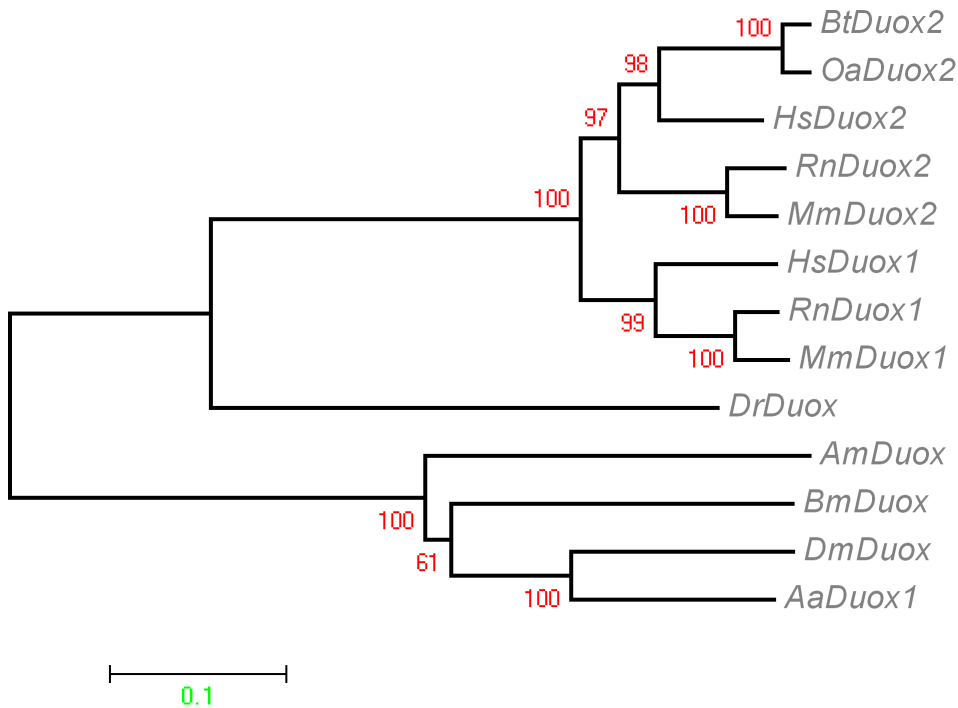 100
BtDuox2
98
OaDuox2
97
HsDuox2
RnDuox2
100
100
MmDuox2
HsDuox1
99
RnDuox1
100
MmDuox1
DrDuox
AmDuox
100
BmDuox
61
DmDuox
100
AaDuox1
0.1